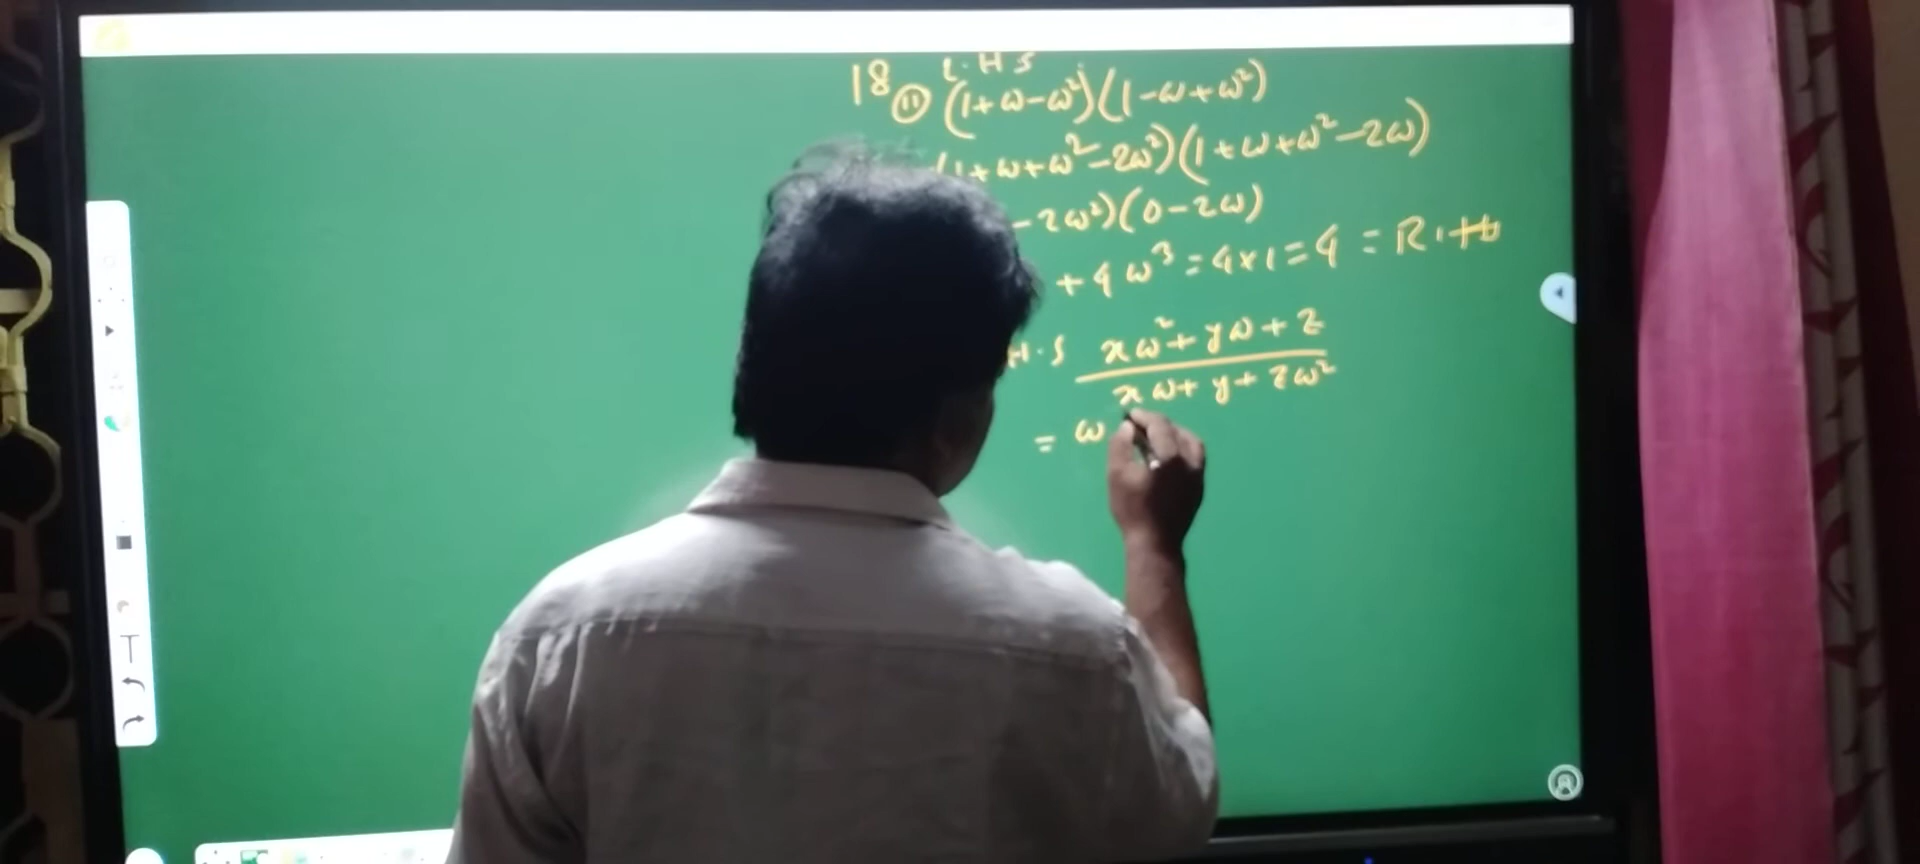 18 (ii) L.H.S
(1+ω-ω²)(1-ω+ω²)
(1+ω+ω²-2ω²)(1+ω+ω²-2ω)
-2ω²)(0-2ω)
+4ω³=4×1=4=R.H
H.S xω²+yω+z
xω+y+zω²
= ω
T